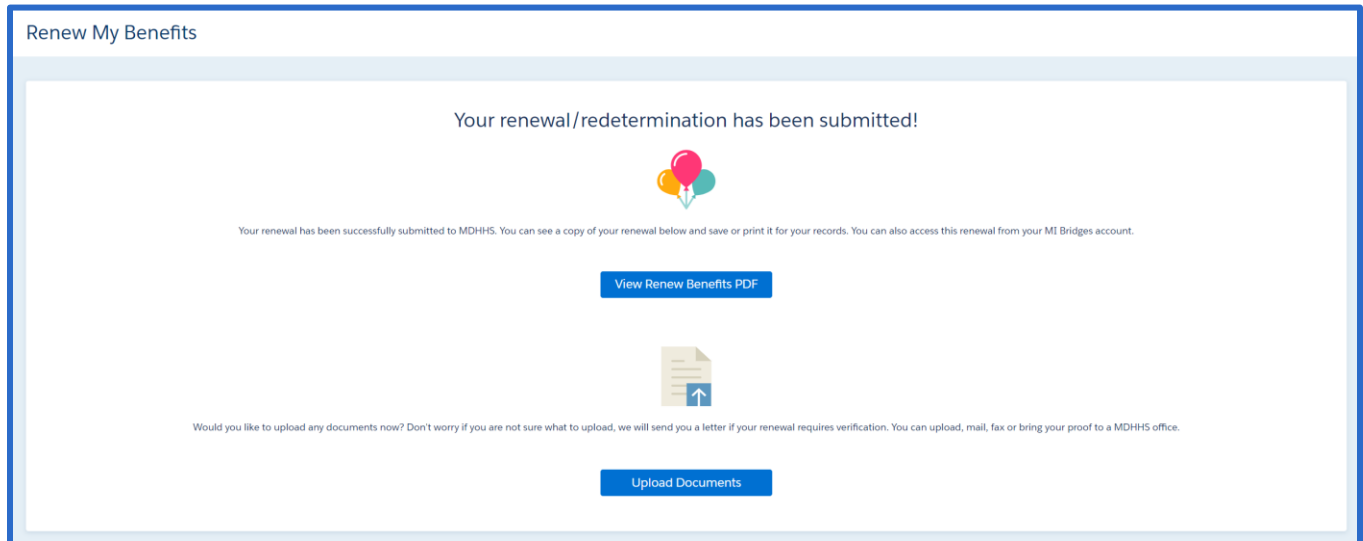 Renew My Benefits
Your renewal/redetermination has been submitted!
Your renewal has been successfully submitted to MDHHS. You can see a copy of your renewal below and save or print it for your records. You can also access this renewal from your MI Bridges account.
View Renew Benefits PDF
Would you like to upload any documents now? Don't worry if you are not sure what to upload, we will send you a letter if your renewal requires verification. You can upload, mail, fax or bring your proof to a MDHHS office.
Upload Documents